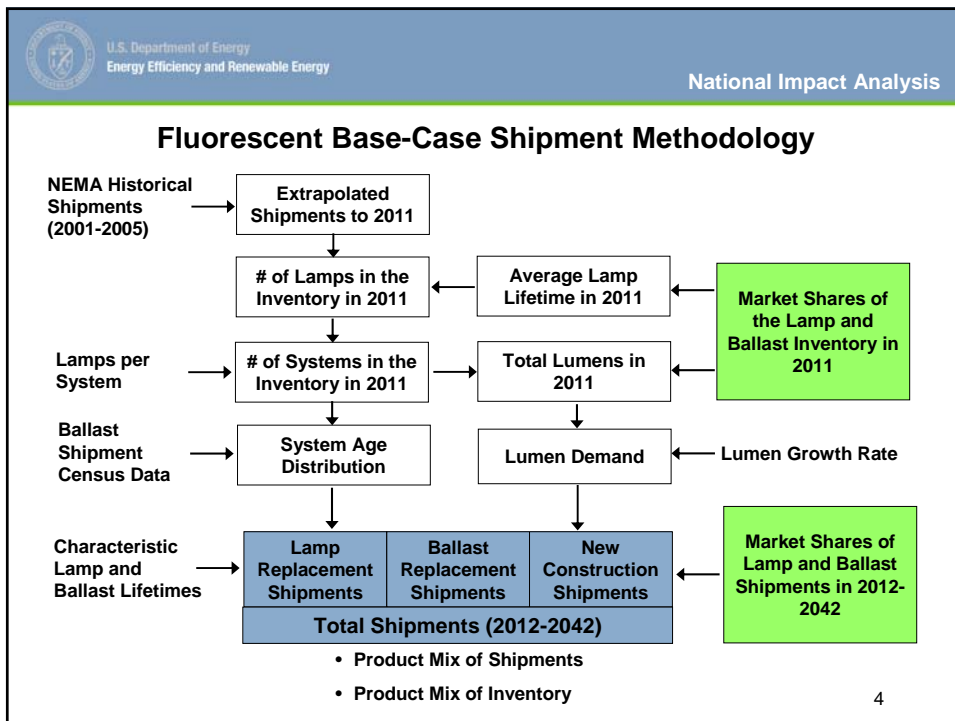 U.S. Department of Energy
Energy Efficiency and Renewable Energy
National Impact Analysis
Fluorescent Base-Case Shipment Methodology
NEMA Historical
Shipments
(2001-2005)
Extrapolated
Shipments to 2011
# of Lamps in the
Inventory in 2011
Average Lamp
Lifetime in 2011
Market Shares of
the Lamp and
Ballast Inventory in
2011
Lamps per
System
# of Systems in the
Inventory in 2011
Total Lumens in
2011
Ballast
Shipment
Census Data
System Age
Distribution
Lumen Demand
Lumen Growth Rate
Characteristic
Lamp and
Ballast Lifetimes
Lamp
Replacement
Shipments
Ballast
Replacement
Shipments
New
Construction
Shipments
Market Shares of
Lamp and Ballast
Shipments in 2012-
2042
Total Shipments (2012-2042)
• Product Mix of Shipments
• Product Mix of Inventory
4